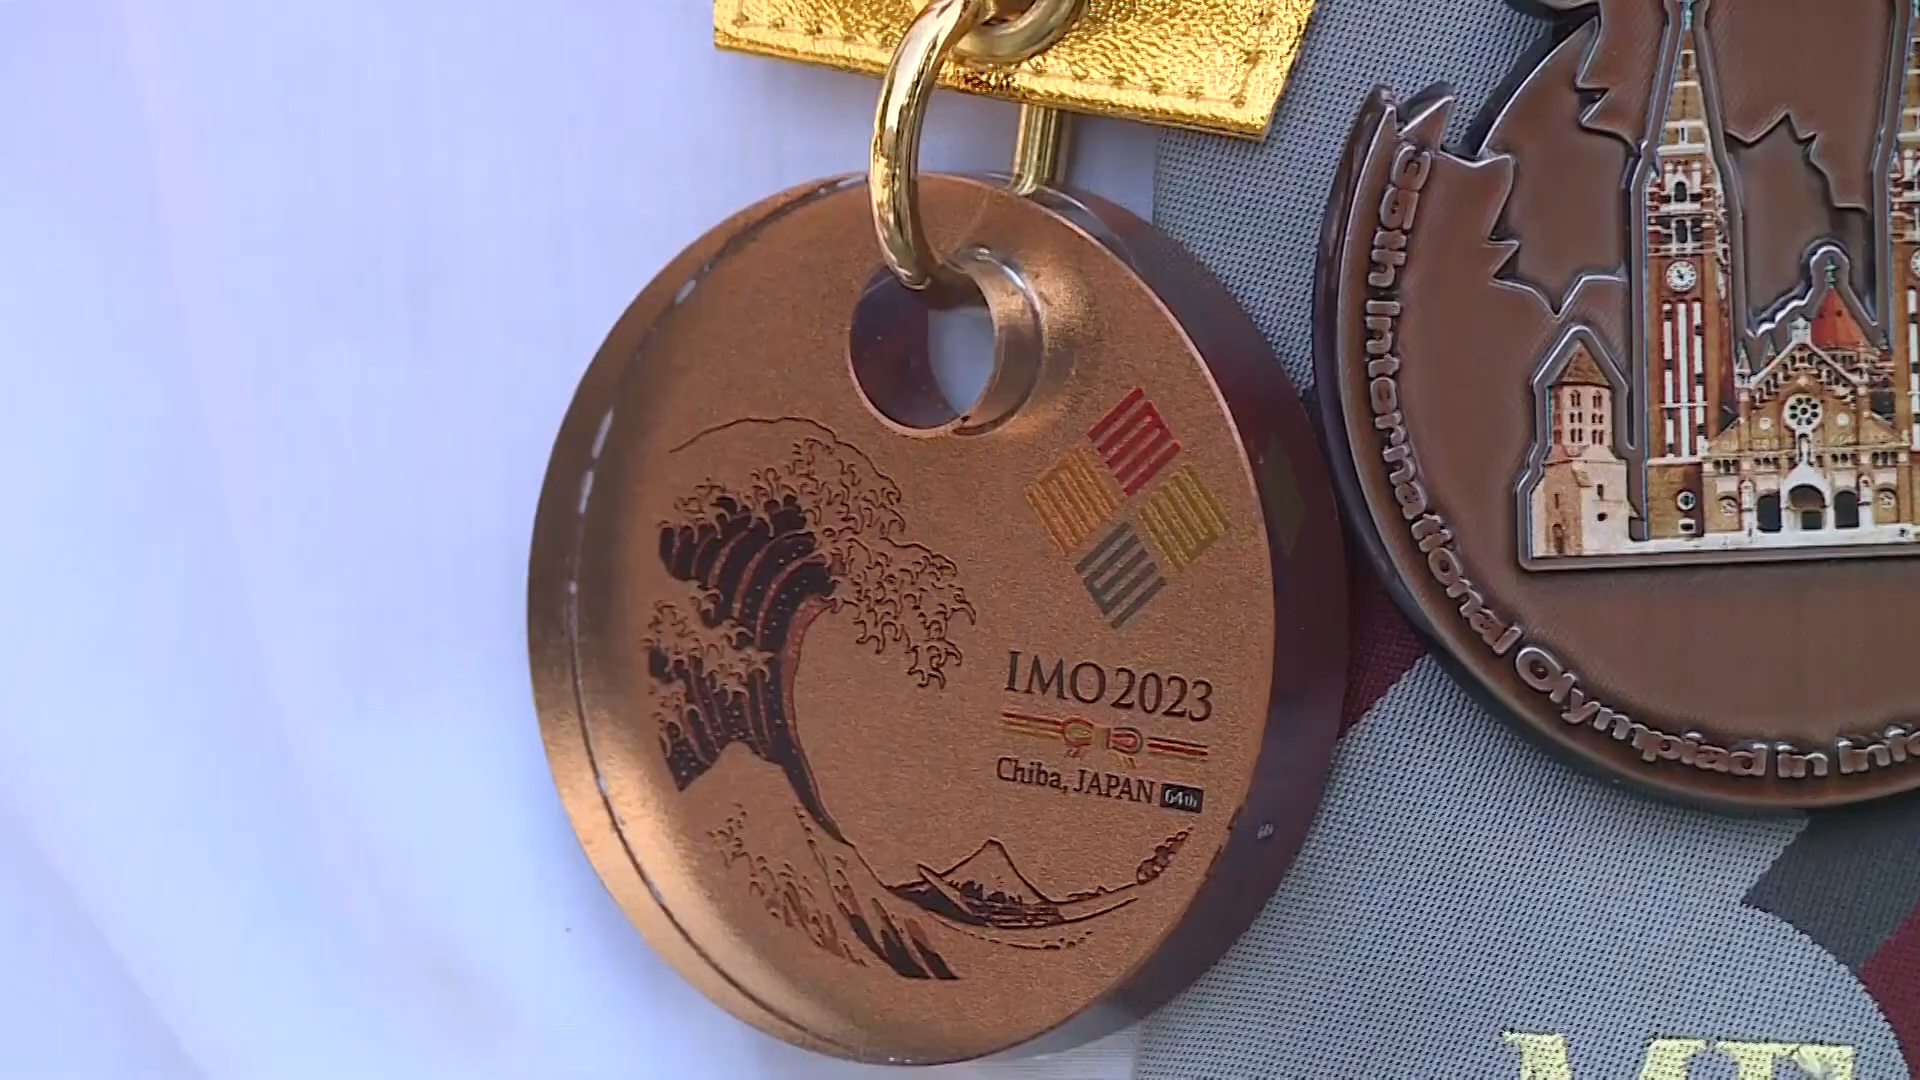 IMO 2023
Chiba, JAPAN 64th
35th International Olympiad in Info